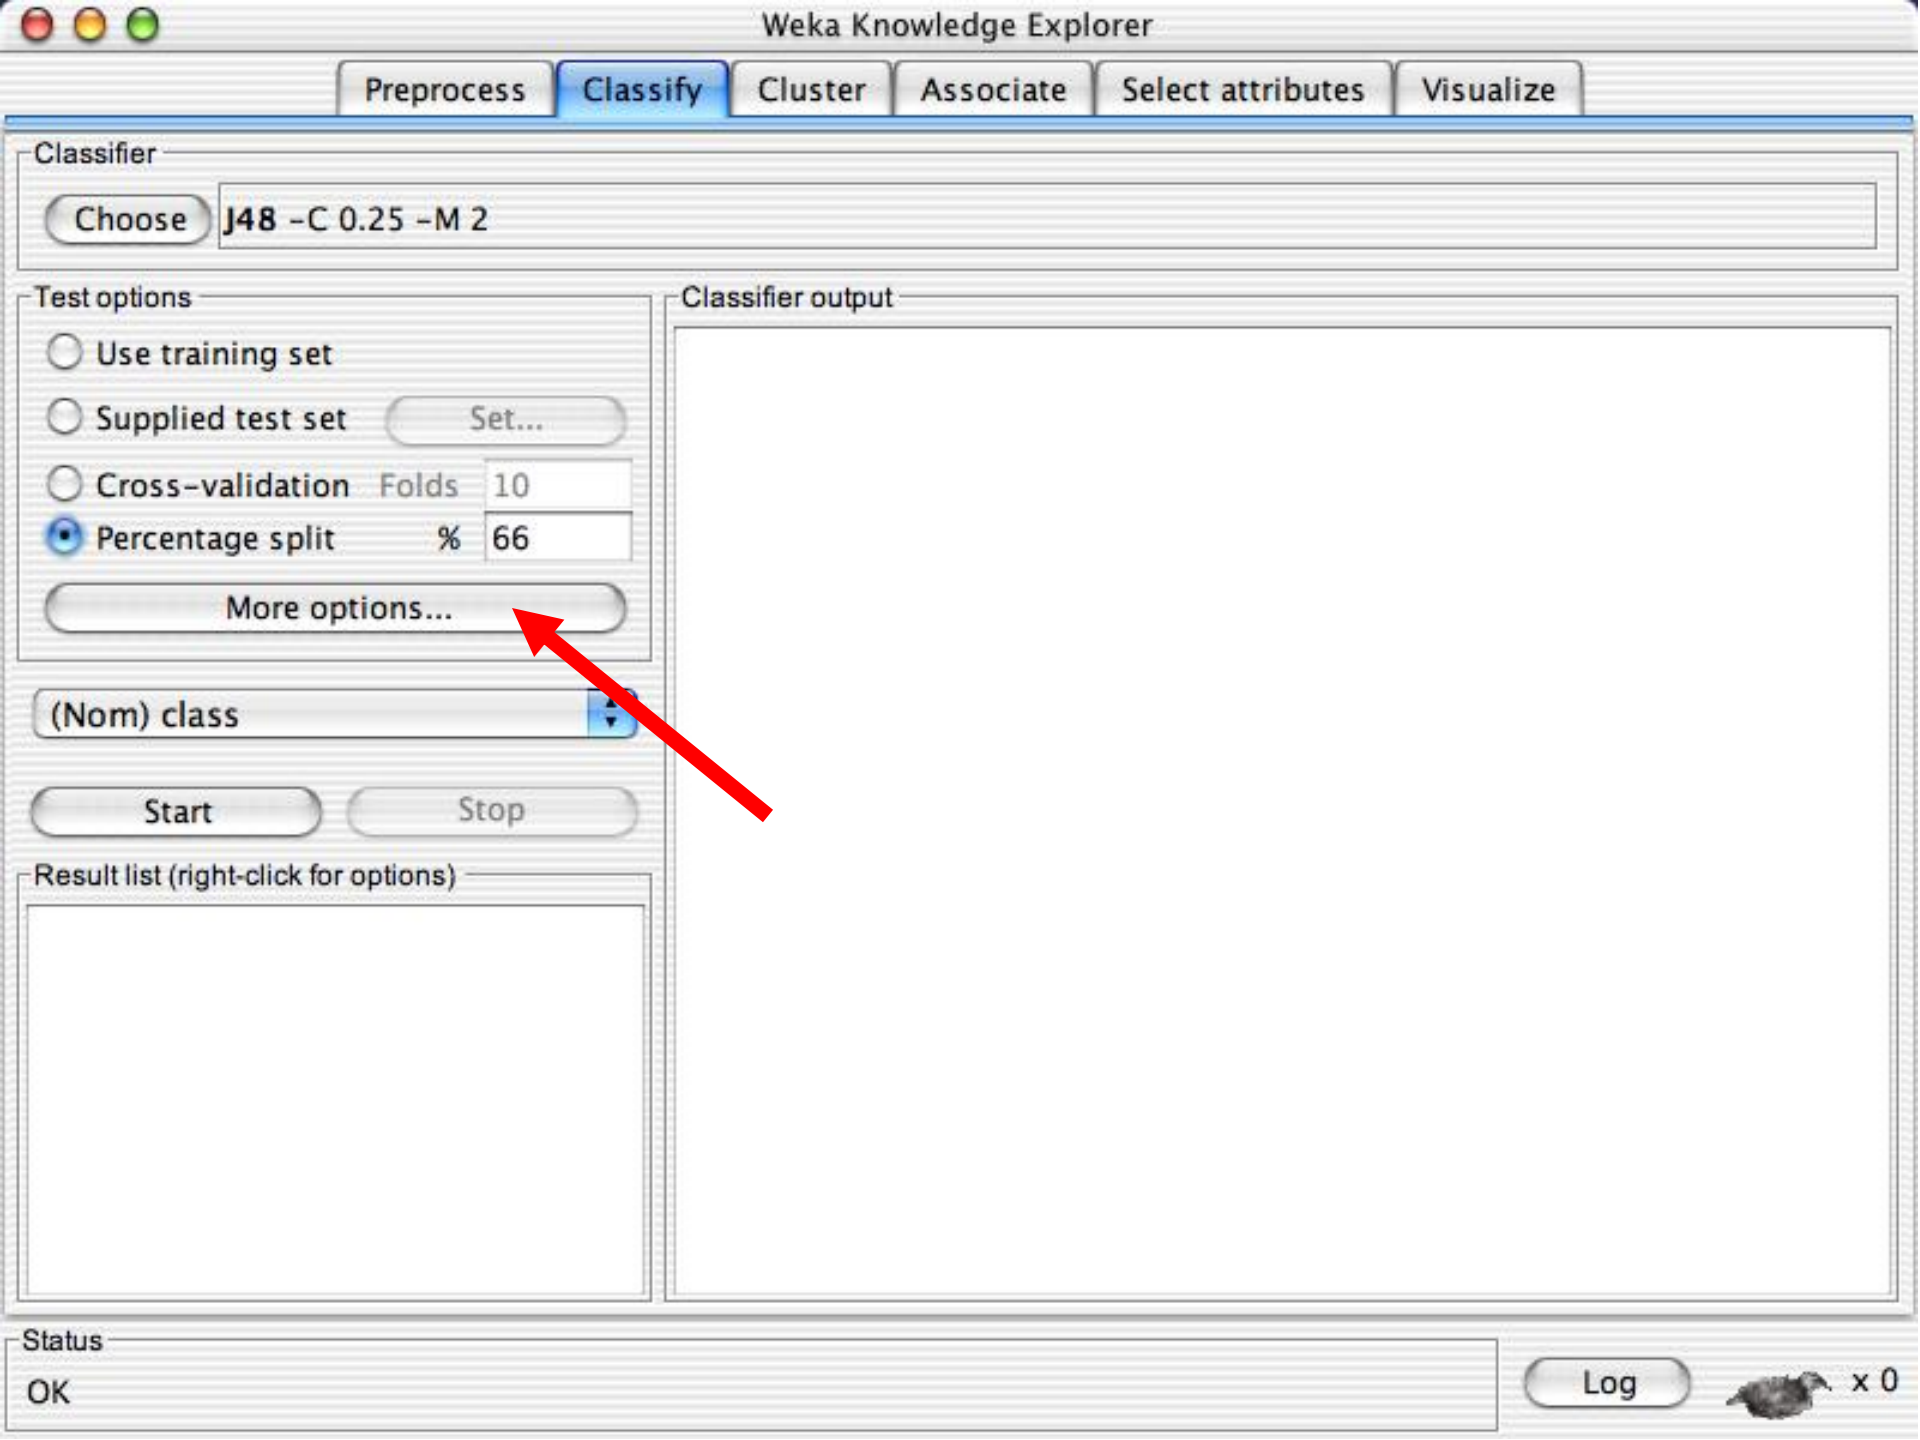 Weka Knowledge Explorer
Preprocess Classify Cluster Associate Select attributes Visualize
Classifier
Choose J48 -C 0.25 -M 2
Test options
Use training set
Supplied test set Set...
Cross-validation Folds 10
Percentage split % 66
More options...
(Nom) class
Start Stop
Result list (right-click for options)
Classifier output
Status
OK
Log x 0